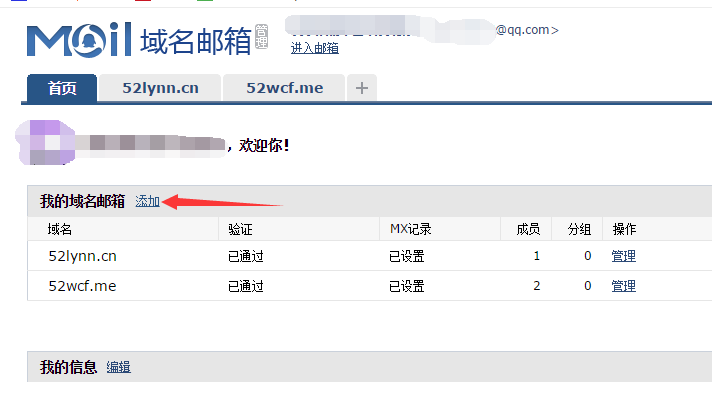 Mail 域名邮箱 管理
@qq.com>
进入邮箱
首页 52lynn.cn 52wcf.me +
，欢迎你！
我的域名邮箱 添加
域名 验证 MX记录 成员 分组 操作
52lynn.cn 已通过 已设置 1 0 管理
52wcf.me 已通过 已设置 2 0 管理
我的信息 编辑